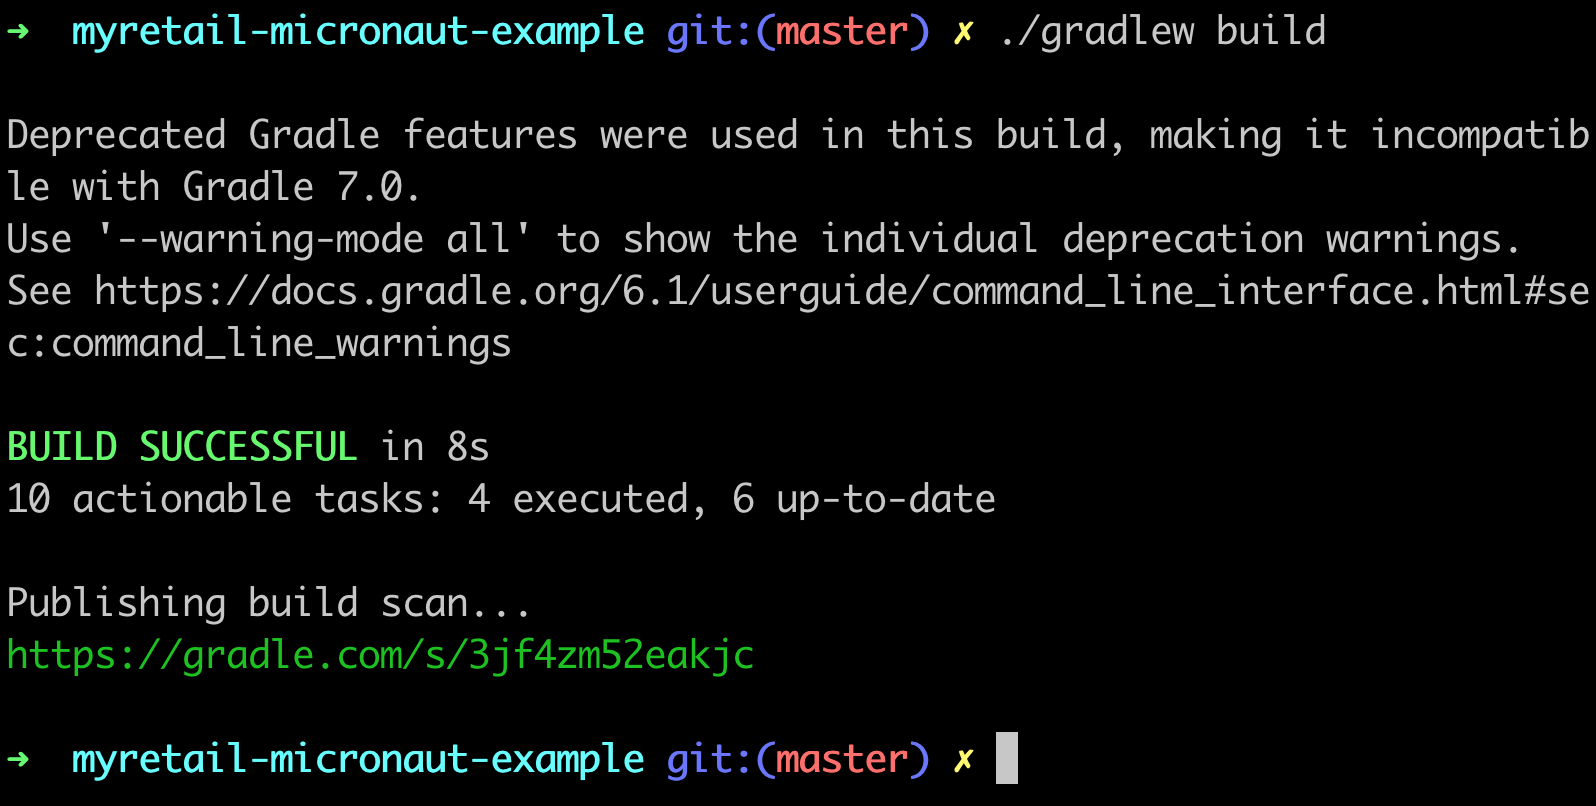 ➜  myretail-micronaut-example git:(master) ✗ ./gradlew build
Deprecated Gradle features were used in this build, making it incompatib
le with Gradle 7.0.
Use '--warning-mode all' to show the individual deprecation warnings.
See https://docs.gradle.org/6.1/userguide/command_line_interface.html#se
c:command_line_warnings
BUILD SUCCESSFUL in 8s
10 actionable tasks: 4 executed, 6 up-to-date
Publishing build scan...
https://gradle.com/s/3jf4zm52eakjc
➜  myretail-micronaut-example git:(master) ✗